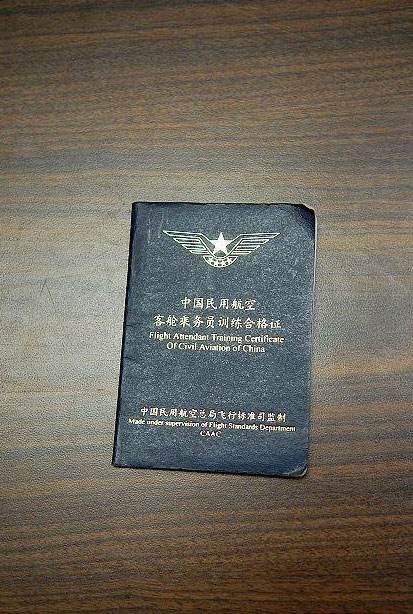 中国民用航空
客舱乘务员训练合格证
Flight Attendant Training Certificate
Of Civil Aviation of China
中国民用航空总局飞行标准司监制
Made under supervision of Flight Standards Department
CAAC